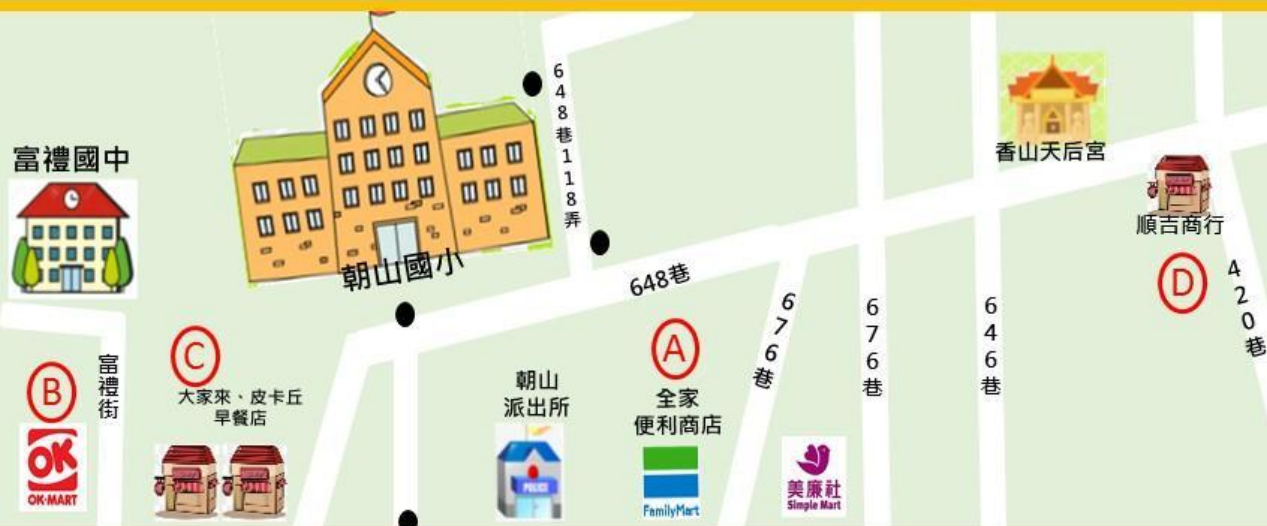 富禮國中
朝山國小
648巷118弄
648巷
676巷
676巷
646巷
香山天后宮
順吉商行
D
420巷
富禮街
B
OK
OK·MART
C
大家來、皮卡丘
早餐店
朝山
派出所
POLICE
A
全家
便利商店
FamilyMart
美廉社
Simple Mart